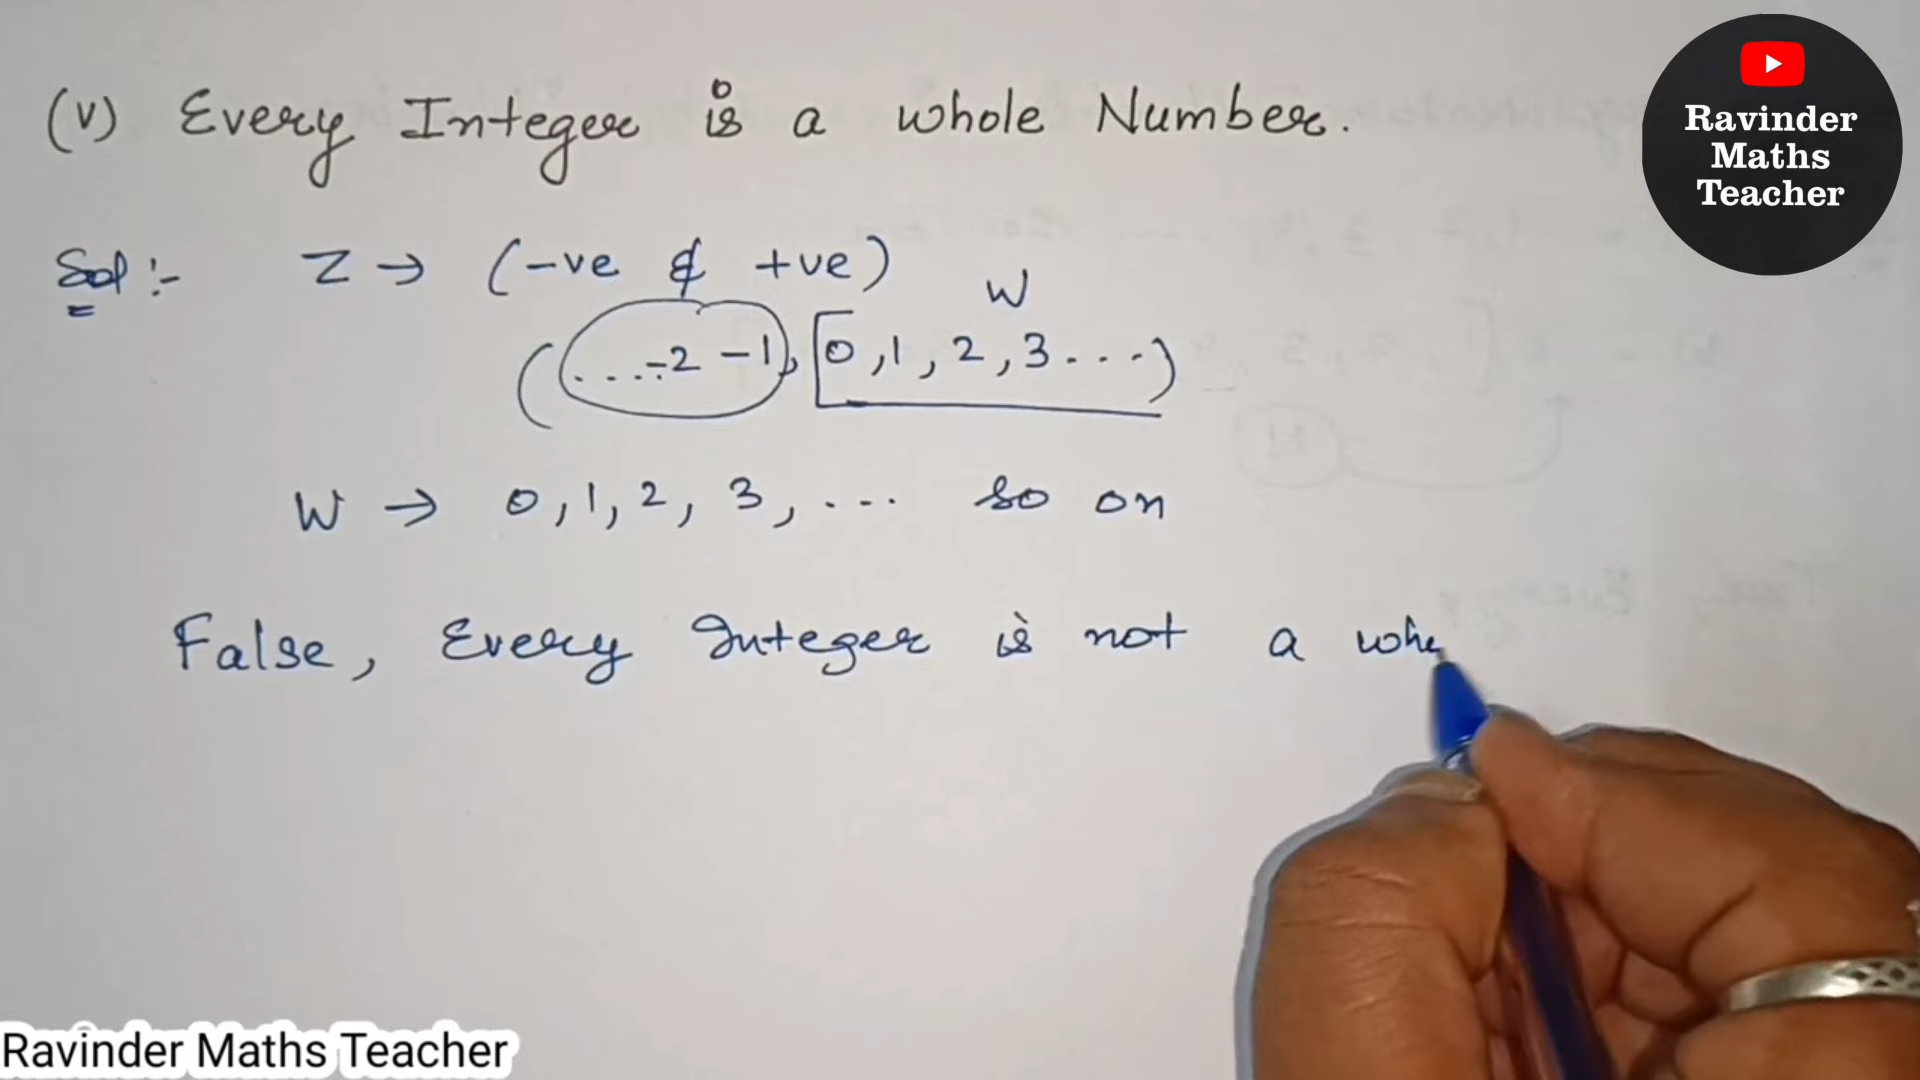 (v) Every Integer is a whole Number.
Ravinder
Maths
Teacher
Sol :- Z → (-ve & +ve)
W
(....-2 -1, 0, 1, 2, 3...)
W → 0, 1, 2, 3, ... so on
False, Every Integer is not a who
Ravinder Maths Teacher